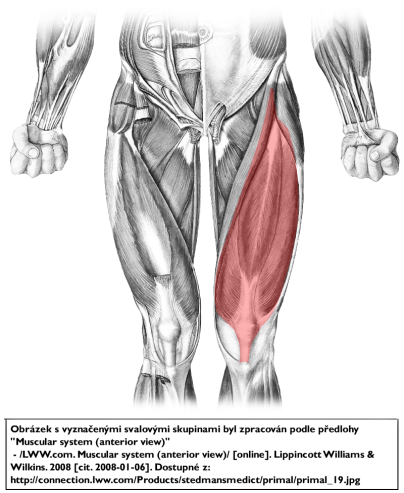 Obrázek s vyznačenými svalovými skupinami byl zpracován podle předlohy
"Muscular system (anterior view)"
- /LWW.com. Muscular system (anterior view)/ [online]. Lippincott Williams &
Wilkins. 2008 [cit. 2008-01-06]. Dostupné z:
http://connection.lww.com/Products/stedmansmedict/primal/primal_19.jpg